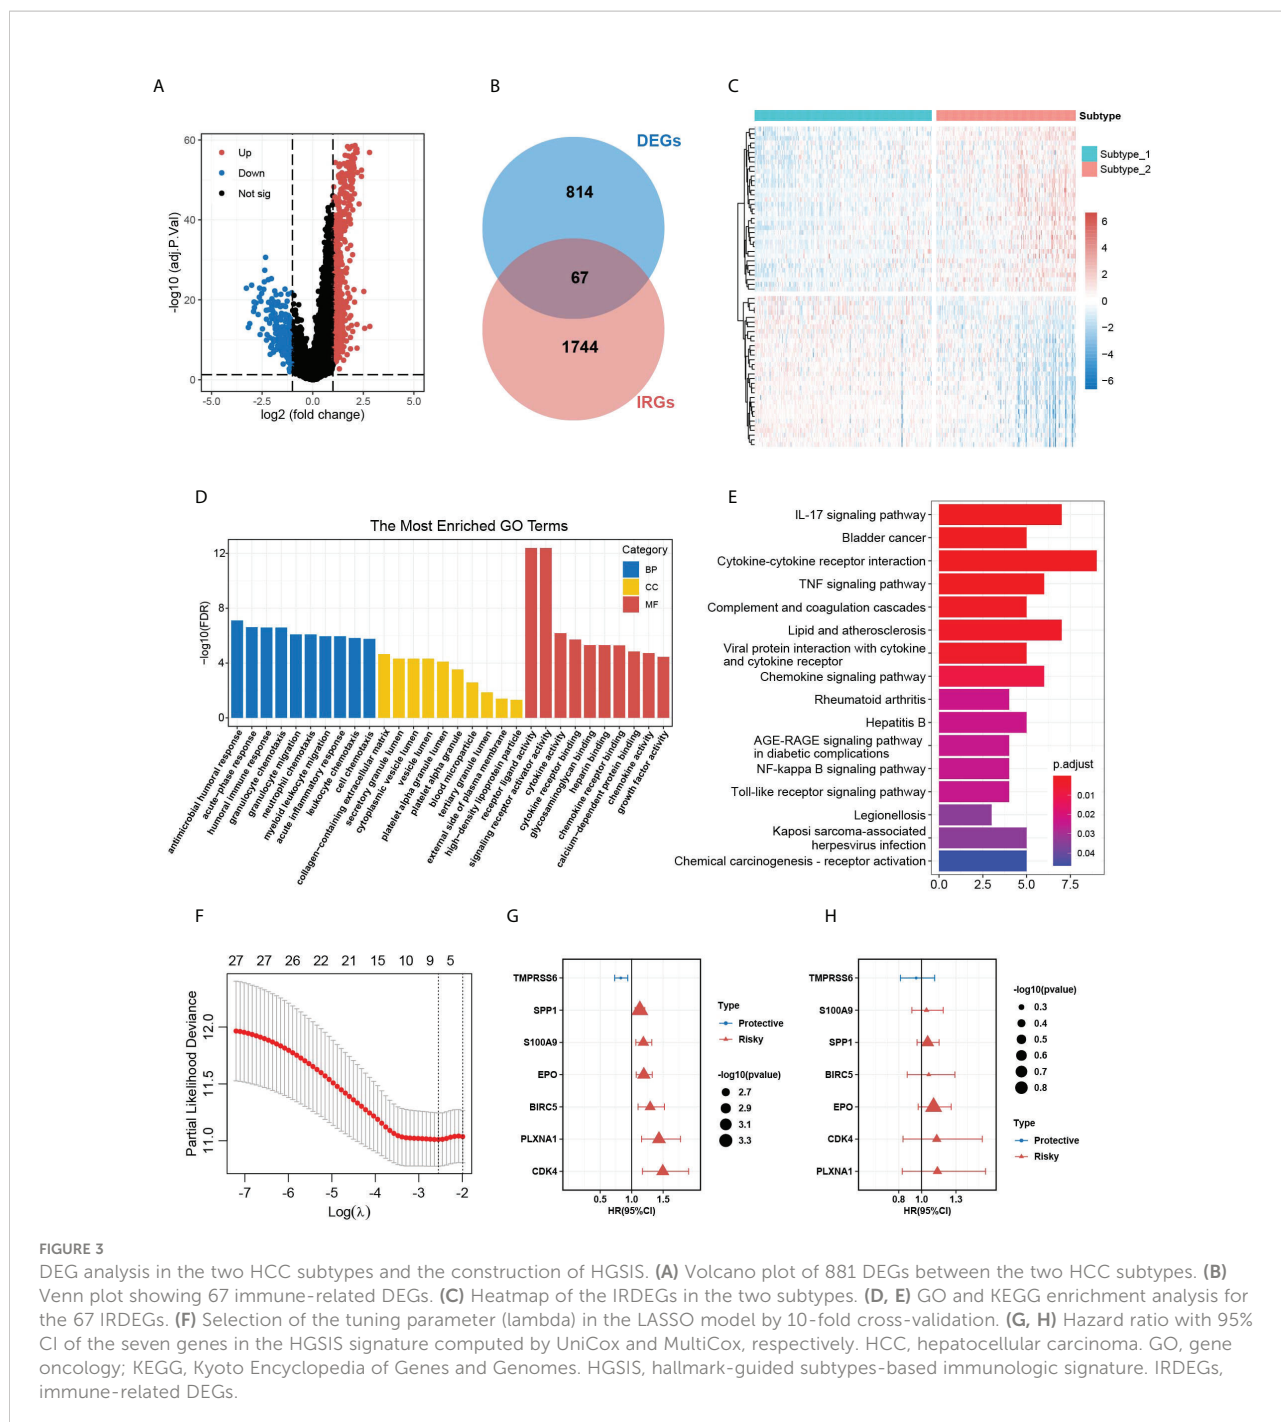 A
60
40
20
0
-log10 (adj.P.Val)
Up
Down
Not sig
-5.0 -2.5 0.0 2.5 5.0
log2 (fold change)
B
DEGs
814
67
1744
IRGs
C
Subtype
Subtype_1
Subtype_2
6
4
2
0
−2
−4
−6
D
The Most Enriched GO Terms
12
8
4
0
−log10(FDR)
Category
BP
CC
MF
antimicrobial humoral response
acute−phase response
humoral immune response
granulocyte chemotaxis
granulocyte migration
neutrophil chemotaxis
myeloid leukocyte migration
acute inflammatory response
leukocyte chemotaxis
cell chemotaxis
collagen−containing extracellular matrix
secretory granule lumen
cytoplasmic vesicle lumen
vesicle lumen
platelet alpha granule lumen
platelet alpha granule
blood microparticle
tertiary granule lumen
external side of plasma membrane
high−density lipoprotein particle
receptor ligand activity
signaling receptor activator activity
cytokine activity
cytokine receptor binding
glycosaminoglycan binding
heparin binding
chemokine receptor binding
calcium−dependent protein binding
chemokine activity
growth factor activity
E
IL-17 signaling pathway
Bladder cancer
Cytokine-cytokine receptor interaction
TNF signaling pathway
Complement and coagulation cascades
Lipid and atherosclerosis
Viral protein interaction with cytokine
and cytokine receptor
Chemokine signaling pathway
Rheumatoid arthritis
Hepatitis B
AGE-RAGE signaling pathway
in diabetic complications
NF-kappa B signaling pathway
Toll-like receptor signaling pathway
Legionellosis
Kaposi sarcoma-associated
herpesvirus infection
Chemical carcinogenesis - receptor activation
0.0 2.5 5.0 7.5
p.adjust
0.01
0.02
0.03
0.04
F
27 27 26 22 21 15 10 9 5
12.0
11.5
11.0
Partial Likelihood Deviance
-7 -6 -5 -4 -3 -2
Log(λ)
G
TMPRSS6
SPP1
S100A9
EPO
BIRC5
PLXNA1
CDK4
0.5 1.0 1.5
HR(95%CI)
Type
Protective
Risky
-log10(pvalue)
2.7
2.9
3.1
3.3
H
TMPRSS6
S100A9
SPP1
BIRC5
EPO
CDK4
PLXNA1
0.8 1.0 1.3
HR(95%CI)
-log10(pvalue)
0.3
0.4
0.5
0.6
0.7
0.8
Type
Protective
Risky
FIGURE 3
DEG analysis in the two HCC subtypes and the construction of HGSIS. (A) Volcano plot of 881 DEGs between the two HCC subtypes. (B)
Venn plot showing 67 immune-related DEGs. (C) Heatmap of the IRDEGs in the two subtypes. (D, E) GO and KEGG enrichment analysis for
the 67 IRDEGs. (F) Selection of the tuning parameter (lambda) in the LASSO model by 10-fold cross-validation. (G, H) Hazard ratio with 95%
CI of the seven genes in the HGSIS signature computed by UniCox and MultiCox, respectively. HCC, hepatocellular carcinoma. GO, gene
oncology; KEGG, Kyoto Encyclopedia of Genes and Genomes. HGSIS, hallmark-guided subtypes-based immunologic signature. IRDEGs,
immune-related DEGs.